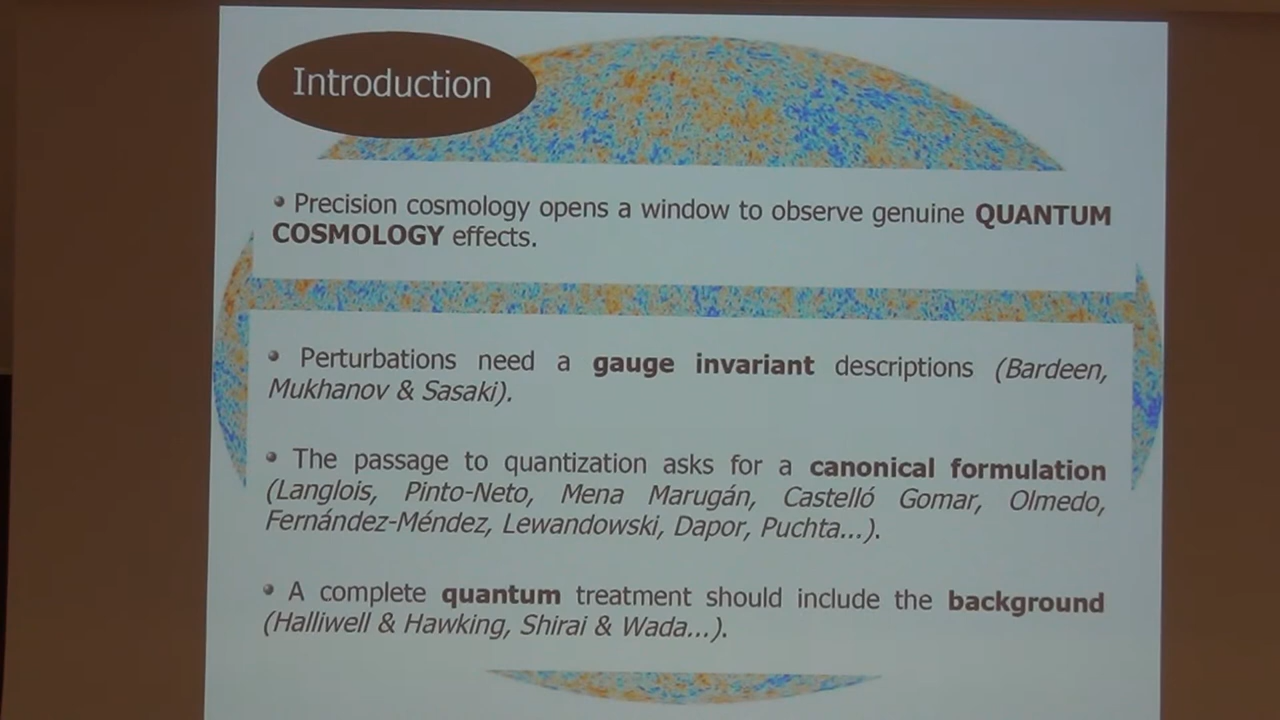 Introduction
• Precision cosmology opens a window to observe genuine QUANTUM
COSMOLOGY effects.
• Perturbations need a gauge invariant descriptions (Bardeen,
Mukhanov & Sasaki).
• The passage to quantization asks for a canonical formulation
(Langlois, Pinto-Neto, Mena Marugán, Castelló Gomar, Olmedo,
Fernández-Méndez, Lewandowski, Dapor, Puchta...).
• A complete quantum treatment should include the background
(Halliwell & Hawking, Shirai & Wada...).